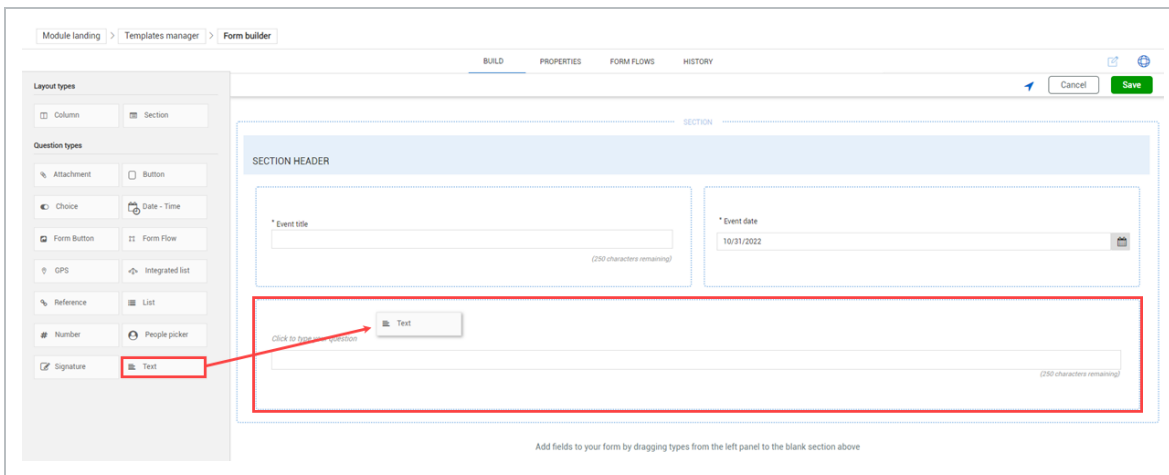 Module landing > Templates manager > Form builder
BUILD PROPERTIES FORM FLOWS HISTORY
Layout types
Cancel Save
Column Section
SECTION
Question types
SECTION HEADER
Attachment Button
Choice Date - Time
* Event title
* Event date
Form Button Form Flow
10/31/2022
(250 characters remaining)
GPS Integrated list
Reference List
Text
Number People picker
Click to type your question
Signature Text
(250 characters remaining)
Add fields to your form by dragging types from the left panel to the blank section above